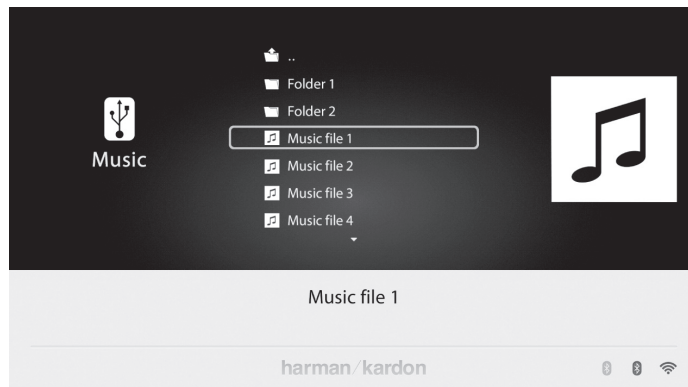 ..
Folder 1
Folder 2
Music file 1
Music
Music file 2
Music file 3
Music file 4
Music file 1
harman/kardon